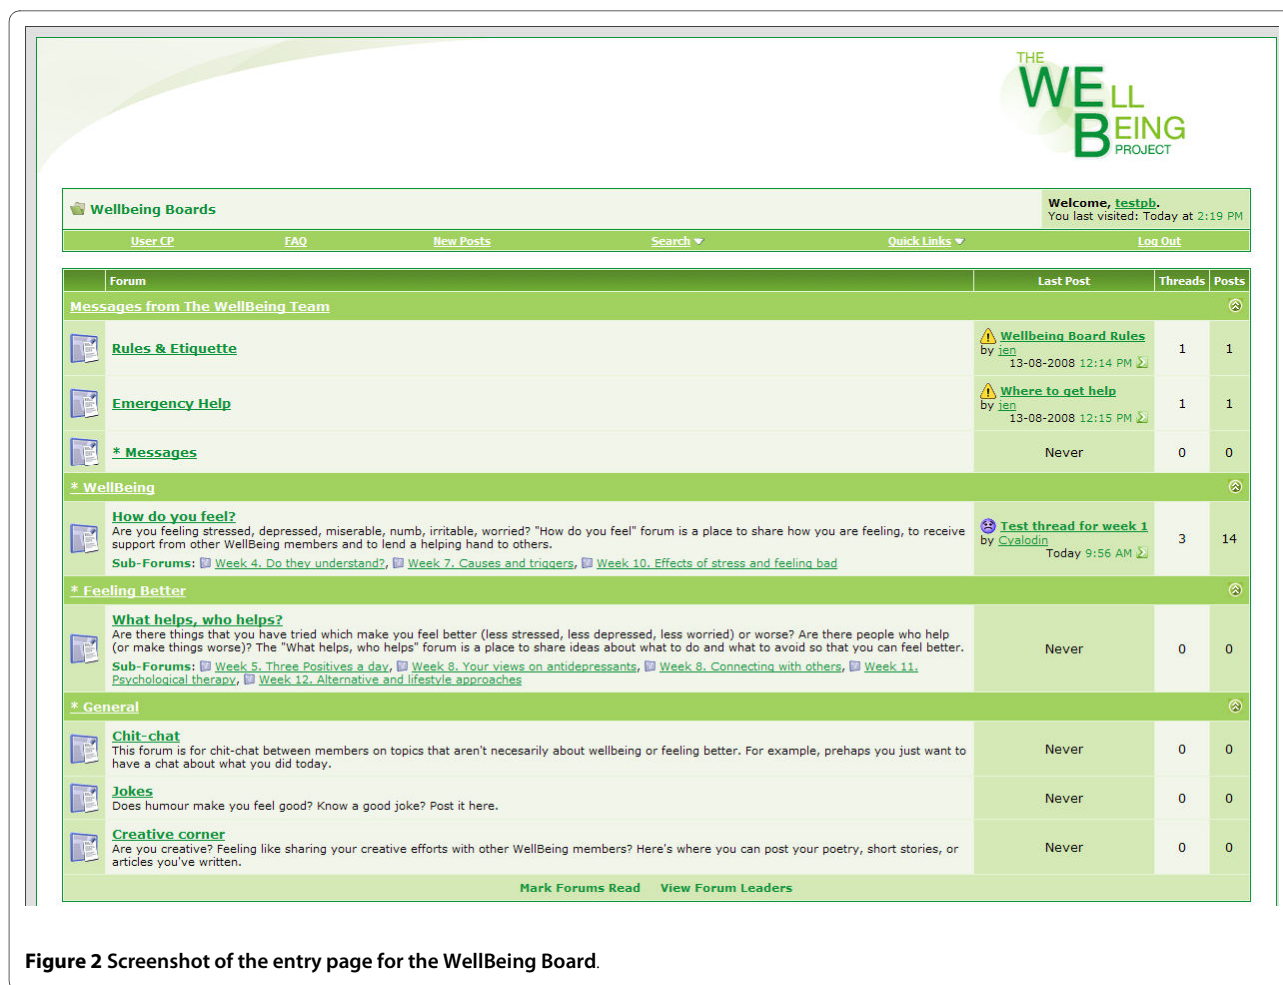 THE
WELL
BEING
PROJECT
Wellbeing Boards
Welcome, testpb.
You last visited: Today at 2:19 PM
User CP FAQ New Posts Search Quick Links Log Out
Forum Last Post Threads Posts
Messages from The WellBeing Team
Rules & Etiquette
Wellbeing Board Rules
by jen
13-08-2008 12:14 PM
1 1
Emergency Help
Where to get help
by jen
13-08-2008 12:15 PM
1 1
* Messages Never 0 0
* WellBeing
How do you feel?
Are you feeling stressed, depressed, miserable, numb, irritable, worried? "How do you feel" forum is a place to share how you are feeling, to receive
support from other WellBeing members and to lend a helping hand to others.
Sub-Forums: Week 4. Do they understand?, Week 7. Causes and triggers, Week 10. Effects of stress and feeling bad
Test thread for week 1
by Cyalodin
Today 9:56 AM
3 14
* Feeling Better
What helps, who helps?
Are there things that you have tried which make you feel better (less stressed, less depressed, less worried) or worse? Are there people who help
(or make things worse)? The "What helps, who helps" forum is a place to share ideas about what to do and what to avoid so that you can feel better.
Sub-Forums: Week 5. Three Positives a day, Week 8. Your views on antidepressants, Week 8. Connecting with others, Week 11.
Psychological therapy, Week 12. Alternative and lifestyle approaches
Never 0 0
* General
Chit-chat
This forum is for chit-chat between members on topics that aren't necesarily about wellbeing or feeling better. For example, prehaps you just want to
have a chat about what you did today.
Never 0 0
Jokes
Does humour make you feel good? Know a good joke? Post it here.
Never 0 0
Creative corner
Are you creative? Feeling like sharing your creative efforts with other WellBeing members? Here's where you can post your poetry, short stories, or
articles you've written.
Never 0 0
Mark Forums Read View Forum Leaders
Figure 2 Screenshot of the entry page for the WellBeing Board.